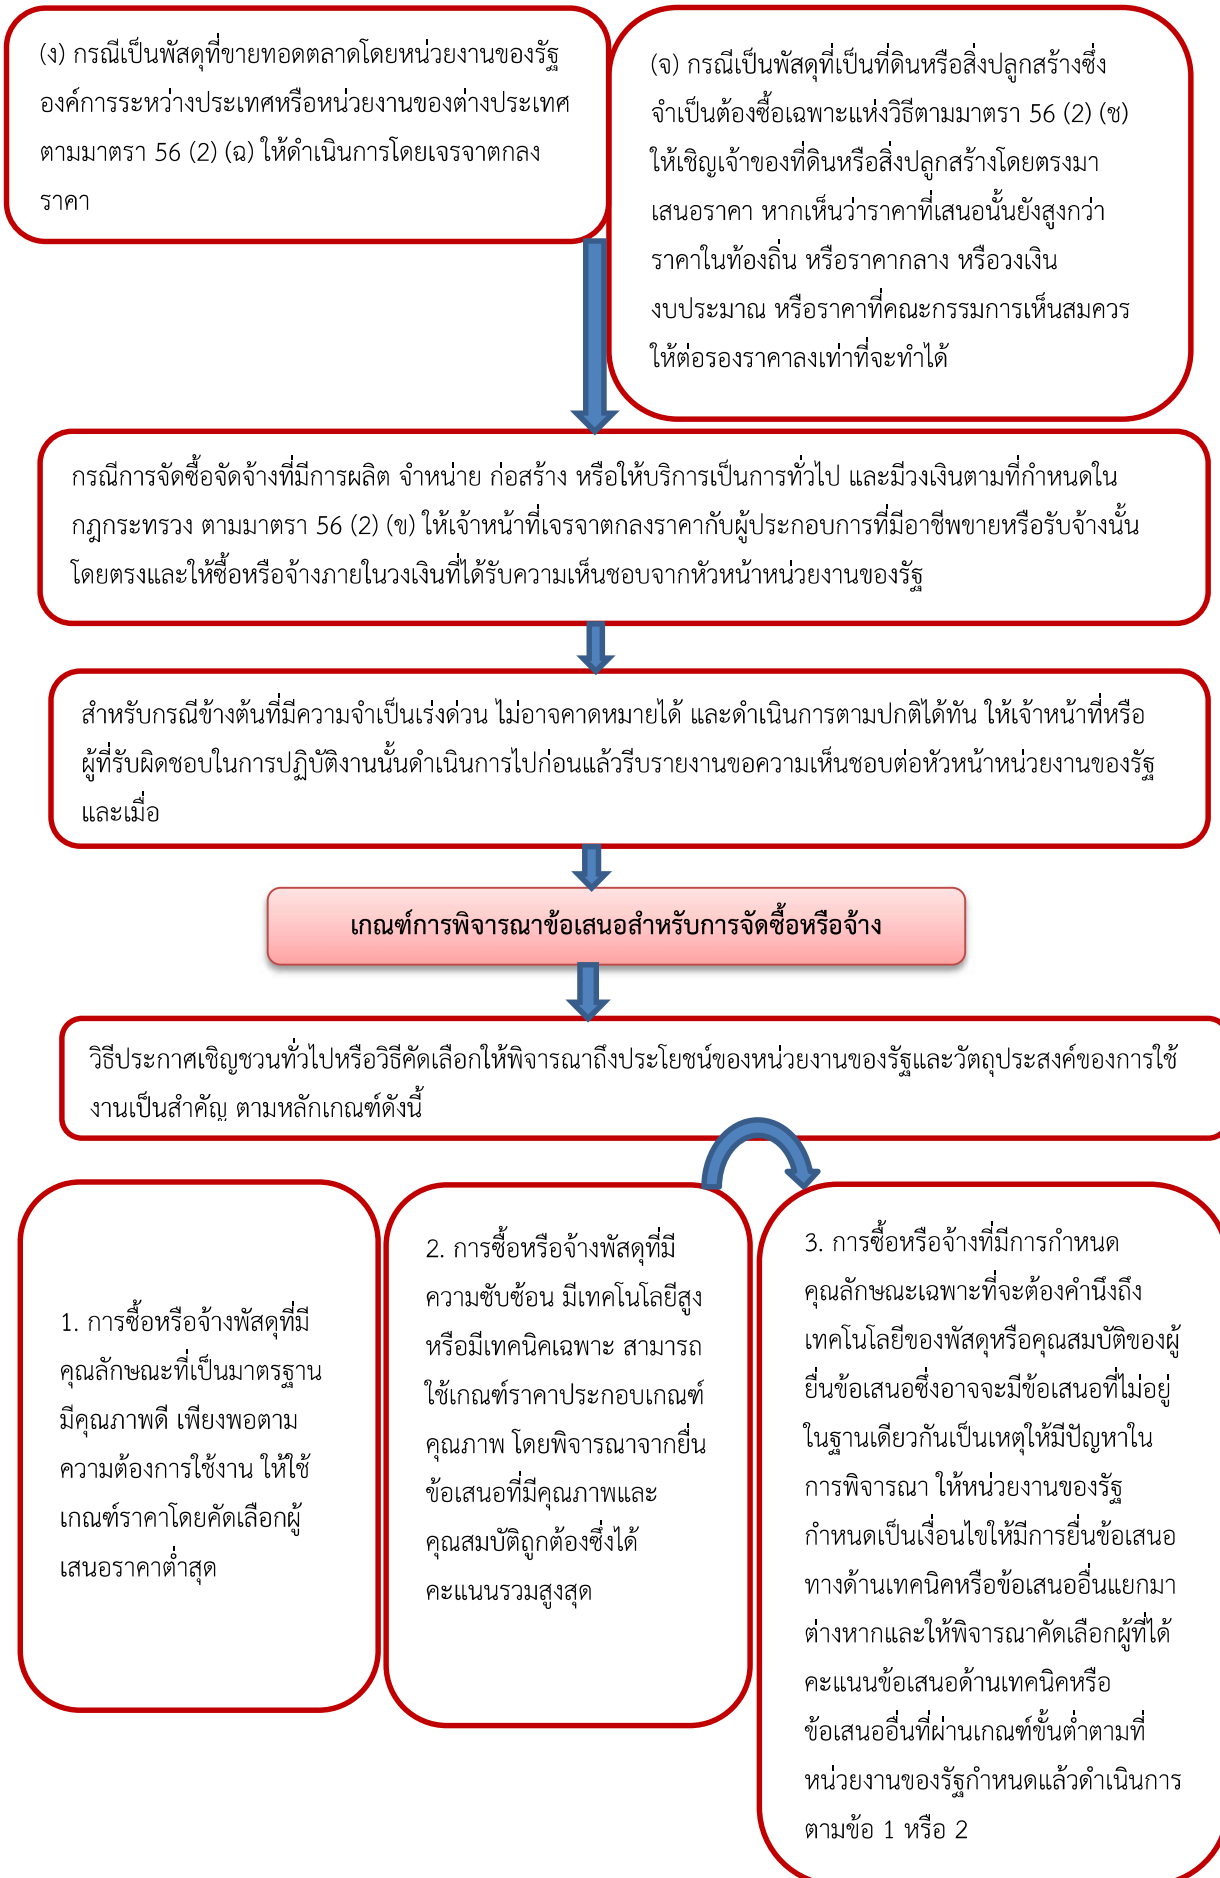 (ง) กรณีเป็นพัสดุที่ขายทอดตลาดโดยหน่วยงานของรัฐ
องค์การระหว่างประเทศหรือหน่วยงานของต่างประเทศ
ตามมาตรา 56 (2) (ฉ) ให้ดำเนินการโดยเจรจาตกลง
ราคา
(จ) กรณีเป็นพัสดุที่เป็นที่ดินหรือสิ่งปลูกสร้างซึ่ง
จำเป็นต้องซื้อเฉพาะแห่งวิธีตามมาตรา 56 (2) (ช)
ให้เชิญเจ้าของที่ดินหรือสิ่งปลูกสร้างโดยตรงมา
เสนอราคา หากเห็นว่าราคาที่เสนอนั้นยังสูงกว่า
ราคาในท้องถิ่น หรือราคากลาง หรือวงเงิน
งบประมาณ หรือราคาที่คณะกรรมการเห็นสมควร
ให้ต่อรองราคาลงเท่าที่จะทำได้
กรณีการจัดซื้อจัดจ้างที่มีการผลิต จำหน่าย ก่อสร้าง หรือให้บริการเป็นการทั่วไป และมีวงเงินตามที่กำหนดใน
กฎกระทรวง ตามมาตรา 56 (2) (ข) ให้เจ้าหน้าที่เจรจาตกลงราคากับผู้ประกอบการที่มีอาชีพขายหรือรับจ้างนั้น
โดยตรงและให้ซื้อหรือจ้างภายในวงเงินที่ได้รับความเห็นชอบจากหัวหน้าหน่วยงานของรัฐ
สำหรับกรณีข้างต้นที่มีความจำเป็นเร่งด่วน ไม่อาจคาดหมายได้ และดำเนินการตามปกติได้ทัน ให้เจ้าหน้าที่หรือ
ผู้ที่รับผิดชอบในการปฏิบัติงานนั้นดำเนินการไปก่อนแล้วรีบรายงานขอความเห็นชอบต่อหัวหน้าหน่วยงานของรัฐ
และเมื่อ
เกณฑ์การพิจารณาข้อเสนอสำหรับการจัดซื้อหรือจ้าง
วิธีประกาศเชิญชวนทั่วไปหรือวิธีคัดเลือกให้พิจารณาถึงประโยชน์ของหน่วยงานของรัฐและวัตถุประสงค์ของการใช้
งานเป็นสำคัญ ตามหลักเกณฑ์ดังนี้
1. การซื้อหรือจ้างพัสดุที่มี
คุณลักษณะที่เป็นมาตรฐาน
มีคุณภาพดี เพียงพอตาม
ความต้องการใช้งาน ให้ใช้
เกณฑ์ราคาโดยคัดเลือกผู้
เสนอราคาต่ำสุด
2. การซื้อหรือจ้างพัสดุที่มี
ความซับซ้อน มีเทคโนโลยีสูง
หรือมีเทคนิคเฉพาะ สามารถ
ใช้เกณฑ์ราคาประกอบเกณฑ์
คุณภาพ โดยพิจารณาจากยื่น
ข้อเสนอที่มีคุณภาพและ
คุณสมบัติถูกต้องซึ่งได้
คะแนนรวมสูงสุด
3. การซื้อหรือจ้างที่มีการกำหนด
คุณลักษณะเฉพาะที่จะต้องคำนึงถึง
เทคโนโลยีของพัสดุหรือคุณสมบัติของผู้
ยื่นข้อเสนอซึ่งอาจจะมีข้อเสนอที่ไม่อยู่
ในฐานเดียวกันเป็นเหตุให้มีปัญหาใน
การพิจารณา ให้หน่วยงานของรัฐ
กำหนดเป็นเงื่อนไขให้มีการยื่นข้อเสนอ
ทางด้านเทคนิคหรือข้อเสนออื่นแยกมา
ต่างหากและให้พิจารณาคัดเลือกผู้ที่ได้
คะแนนข้อเสนอด้านเทคนิคหรือ
ข้อเสนออื่นที่ผ่านเกณฑ์ขั้นต่ำตามที่
หน่วยงานของรัฐกำหนดแล้วดำเนินการ
ตามข้อ 1 หรือ 2